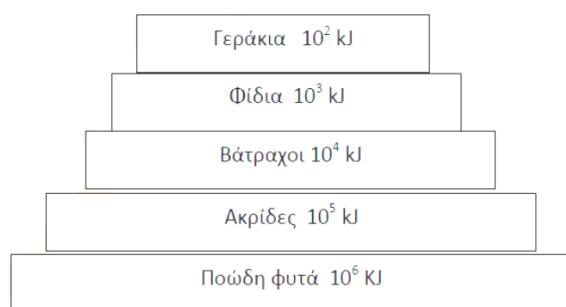 Γεράκια 10² kJ
Φίδια 10³ kJ
Βάτραχοι 10⁴ kJ
Ακρίδες 10⁵ kJ
Ποώδη φυτά 10⁶ KJ